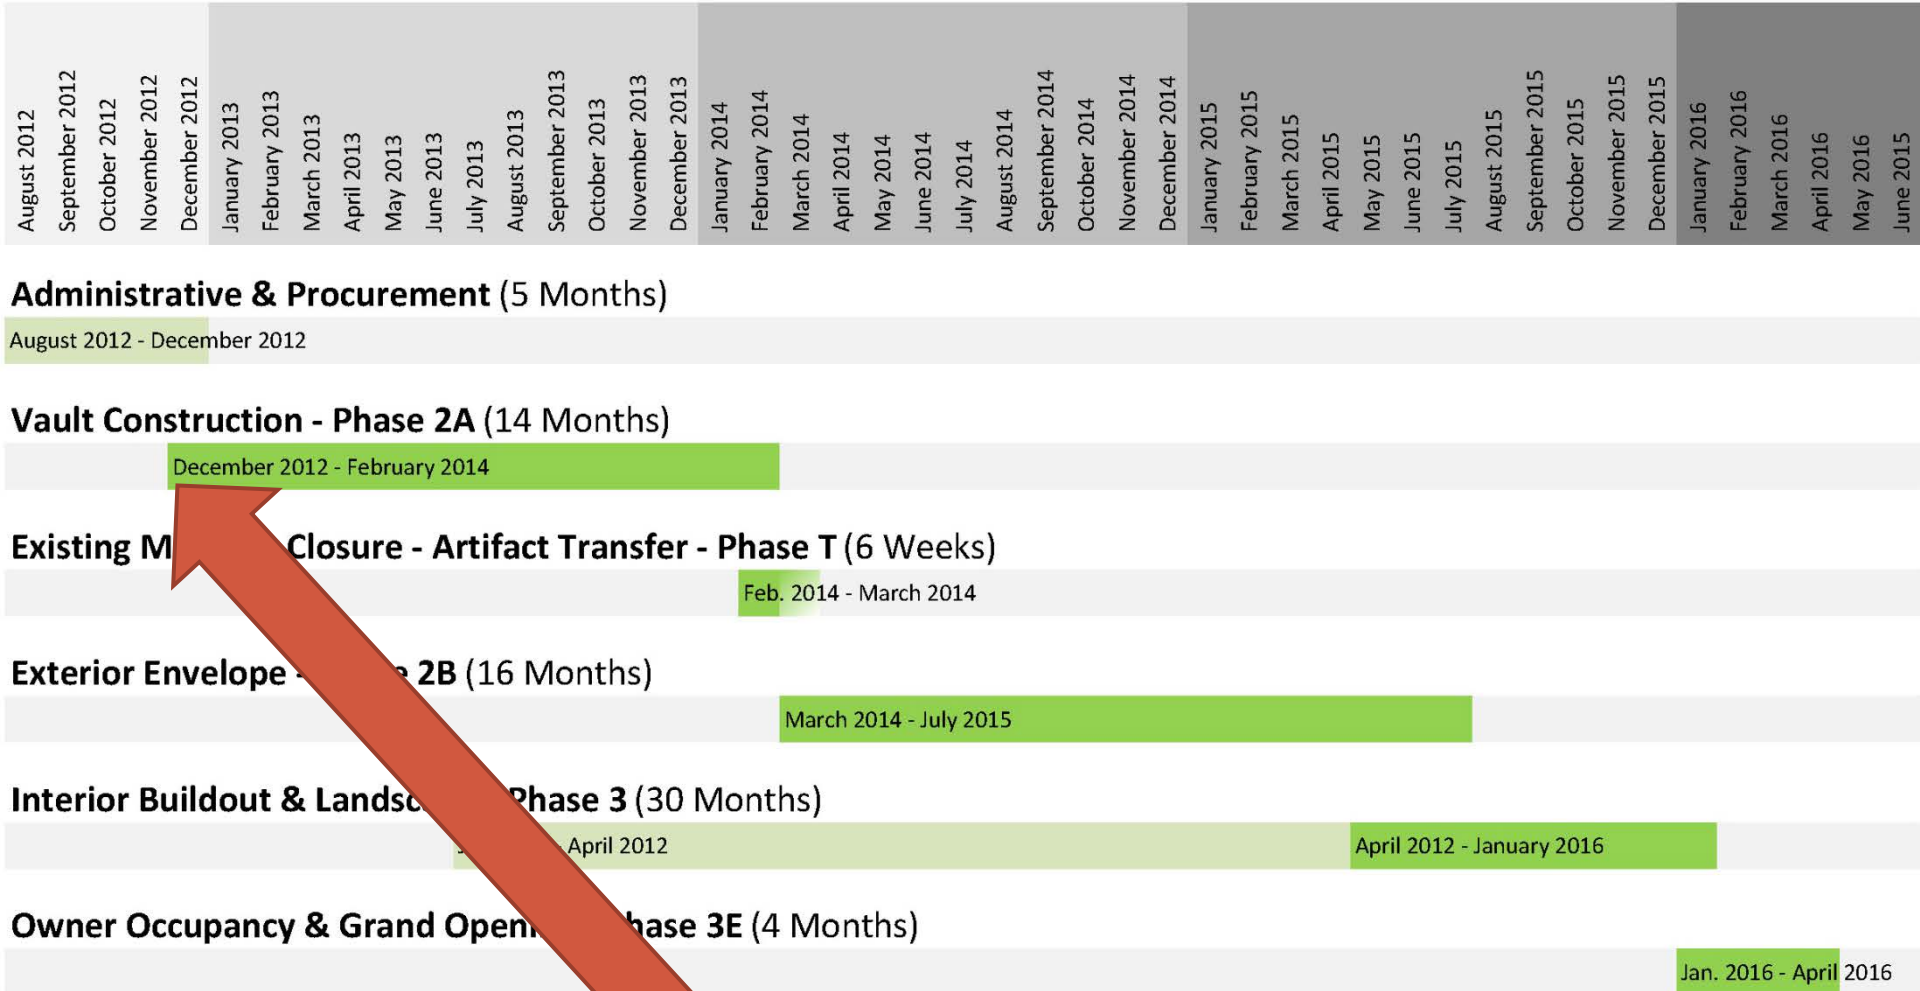 August 2012
September 2012
October 2012
November 2012
December 2012
January 2013
February 2013
March 2013
April 2013
May 2013
June 2013
July 2013
August 2013
September 2013
October 2013
November 2013
December 2013
January 2014
February 2014
March 2014
April 2014
May 2014
June 2014
July 2014
August 2014
September 2014
October 2014
November 2014
December 2014
January 2015
February 2015
March 2015
April 2015
May 2015
June 2015
July 2015
August 2015
September 2015
October 2015
November 2015
December 2015
January 2016
February 2016
March 2016
April 2016
May 2016
June 2015
Administrative & Procurement (5 Months)
August 2012 - December 2012
Vault Construction - Phase 2A (14 Months)
December 2012 - February 2014
Existing Closure - Artifact Transfer - Phase T (6 Weeks)
Feb. 2014 - March 2014
Exterior Envelope - 2B (16 Months)
March 2014 - July 2015
Interior Buildout & Phase 3 (30 Months)
April 2012
April 2012 - January 2016
Owner Occupancy & Grand 3E (4 Months)
Jan. 2016 - April 2016